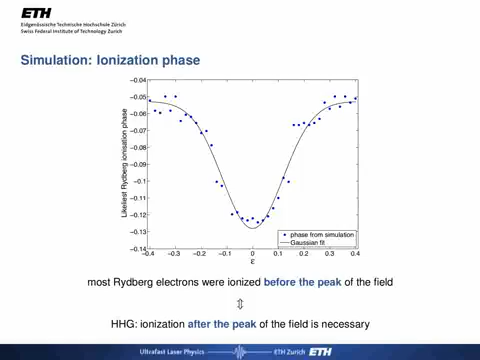 ETH
Eidgenössische Technische Hochschule Zürich
Swiss Federal Institute of Technology Zurich
Simulation: Ionization phase
Likeliest Rydberg ionisation phase
−0.04
−0.05
−0.06
−0.07
−0.08
−0.09
−0.1
−0.11
−0.12
−0.13
−0.14
−0.4 −0.3 −0.2 −0.1 0 0.1 0.2 0.3 0.4
ε
phase from simulation
Gaussian fit
most Rydberg electrons were ionized before the peak of the field
⇕
HHG: ionization after the peak of the field is necessary
Ultrafast Laser Physics
ETH Zurich
ETH